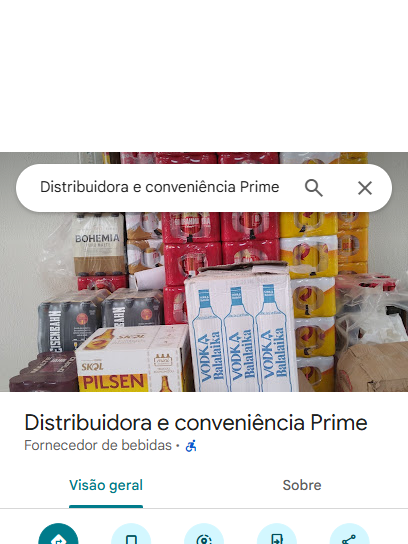 Distribuidora e conveniência Prime
BOHEMIA
EISENBAHN
SKOL
PILSEN
VODKA
Balalaika
VODKA
Balalaika
VODKA
Balalaika
Distribuidora e conveniência Prime
Fornecedor de bebidas ·
Visão geral
Sobre